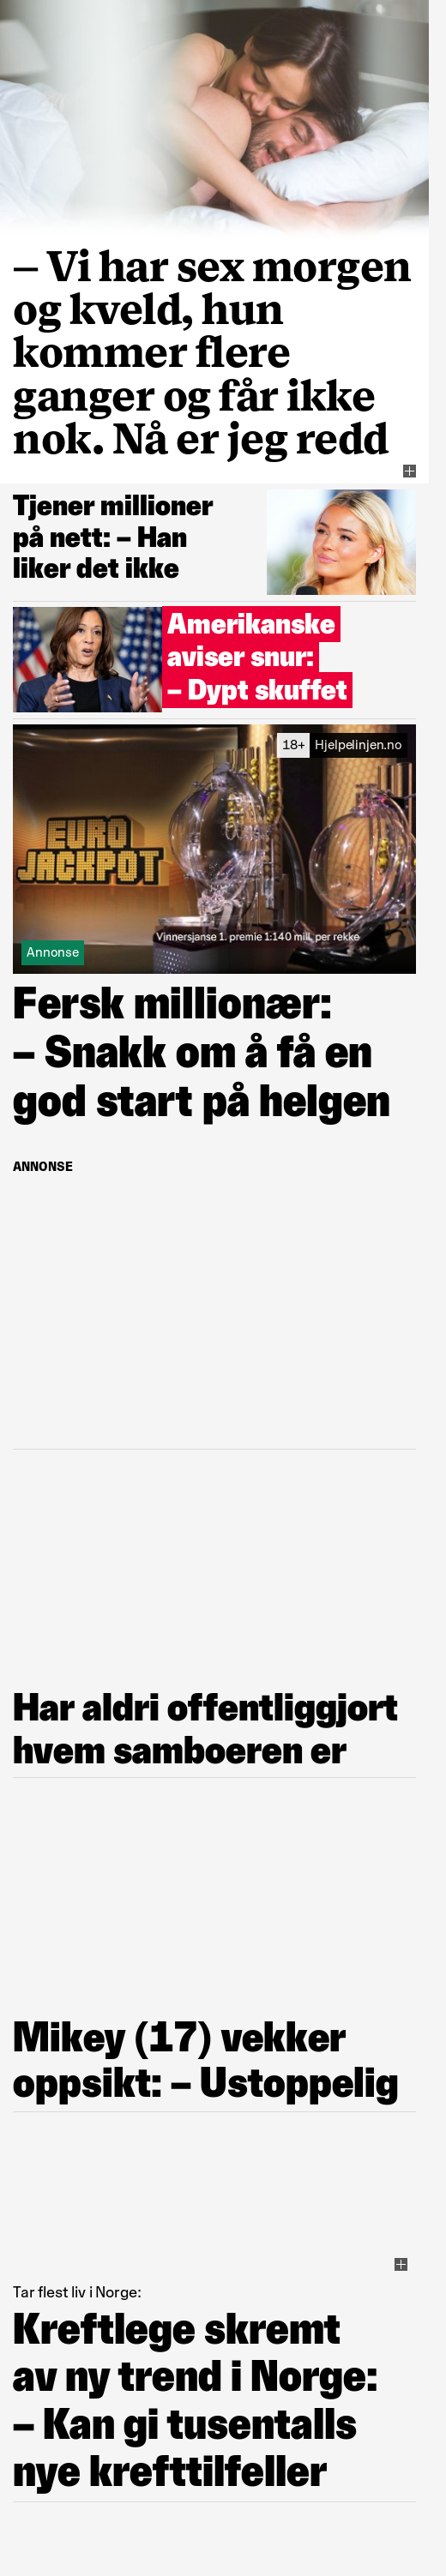 – Vi har sex morgen
og kveld, hun
kommer flere
ganger og får ikke
nok. Nå er jeg redd
Tjener millioner
på nett: – Han
liker det ikke
Amerikanske
aviser snur:
– Dypt skuffet
18+ Hjelpelinjen.no
EURO
JACKPOT
Vinnersjanse 1. premie 1:140 mill. per rekke
Annonse
Fersk millionær:
– Snakk om å få en
god start på helgen
ANNONSE
Har aldri offentliggjort
hvem samboeren er
Mikey (17) vekker
oppsikt: – Ustoppelig
Tar flest liv i Norge:
Kreftlege skremt
av ny trend i Norge:
– Kan gi tusentalls
nye krefttilfeller